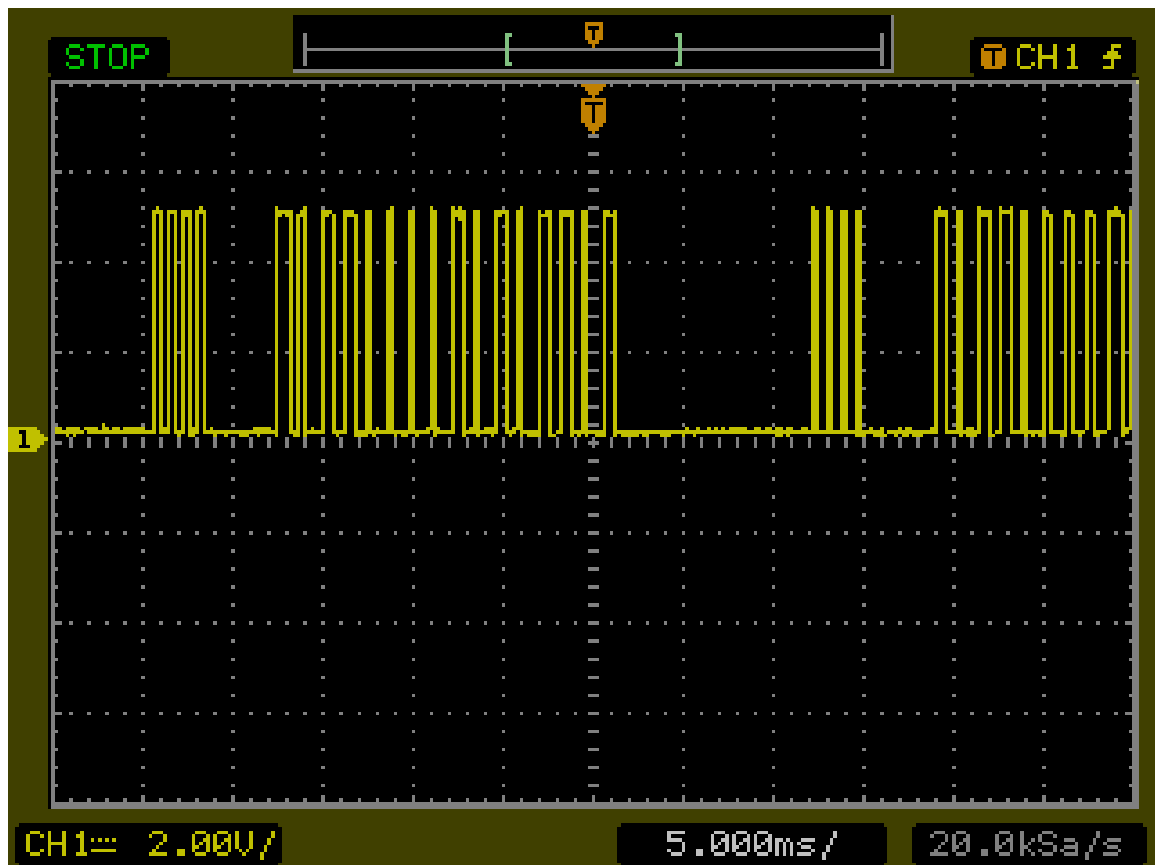 T
STOP
T CH1
T
1
CH1 2.00V/
5.000ms/
20.0kSa/s